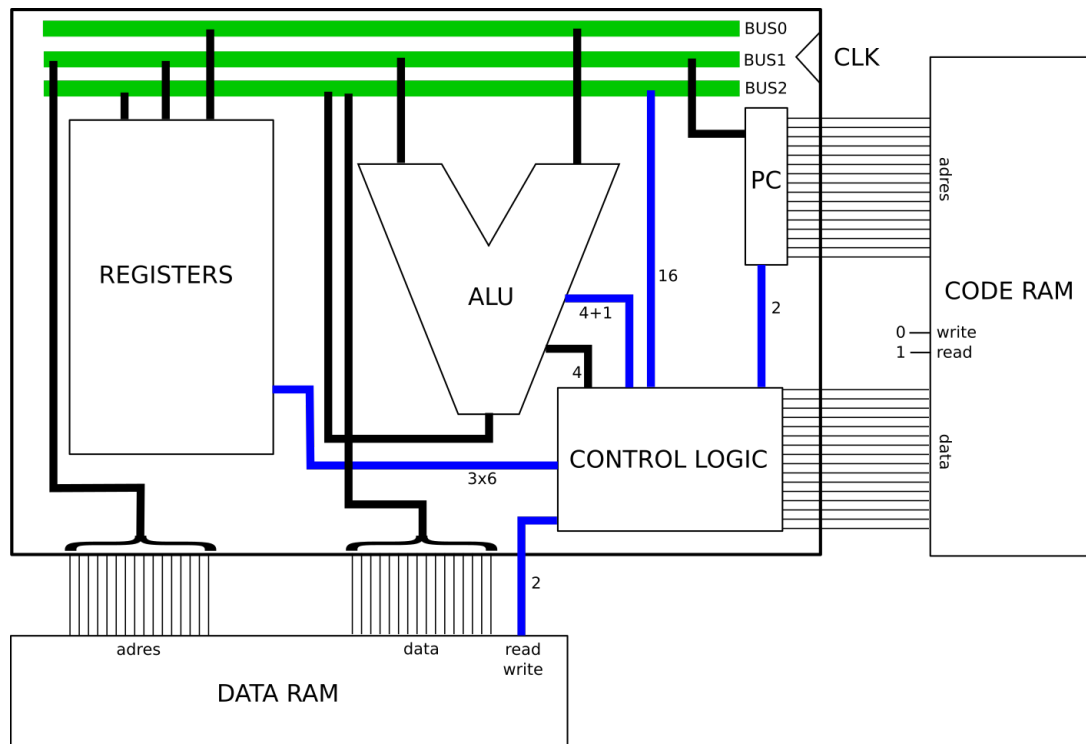 BUS0
BUS1
BUS2
CLK
PC
adres
REGISTERS
ALU
16
4+1
2
CODE RAM
0
write
1
read
4
CONTROL LOGIC
data
3x6
2
adres
data
read
write
DATA RAM